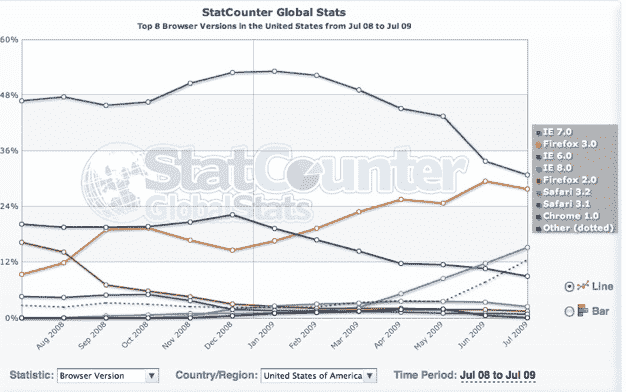 StatCounter Global Stats
Top 8 Browser Versions in the United States from Jul 08 to Jul 09
60%
48%
36%
24%
12%
0%
StatCounter
GlobalStats
IE 7.0
Firefox 3.0
IE 6.0
IE 8.0
Firefox 2.0
Safari 3.2
Safari 3.1
Chrome 1.0
Other (dotted)
Line
Bar
Aug 2008
Sep 2008
Oct 2008
Nov 2008
Dec 2008
Jan 2009
Feb 2009
Mar 2009
Apr 2009
May 2009
Jun 2009
Jul 2009
Statistic: Browser Version Country/Region: United States of America Time Period: Jul 08 to Jul 09